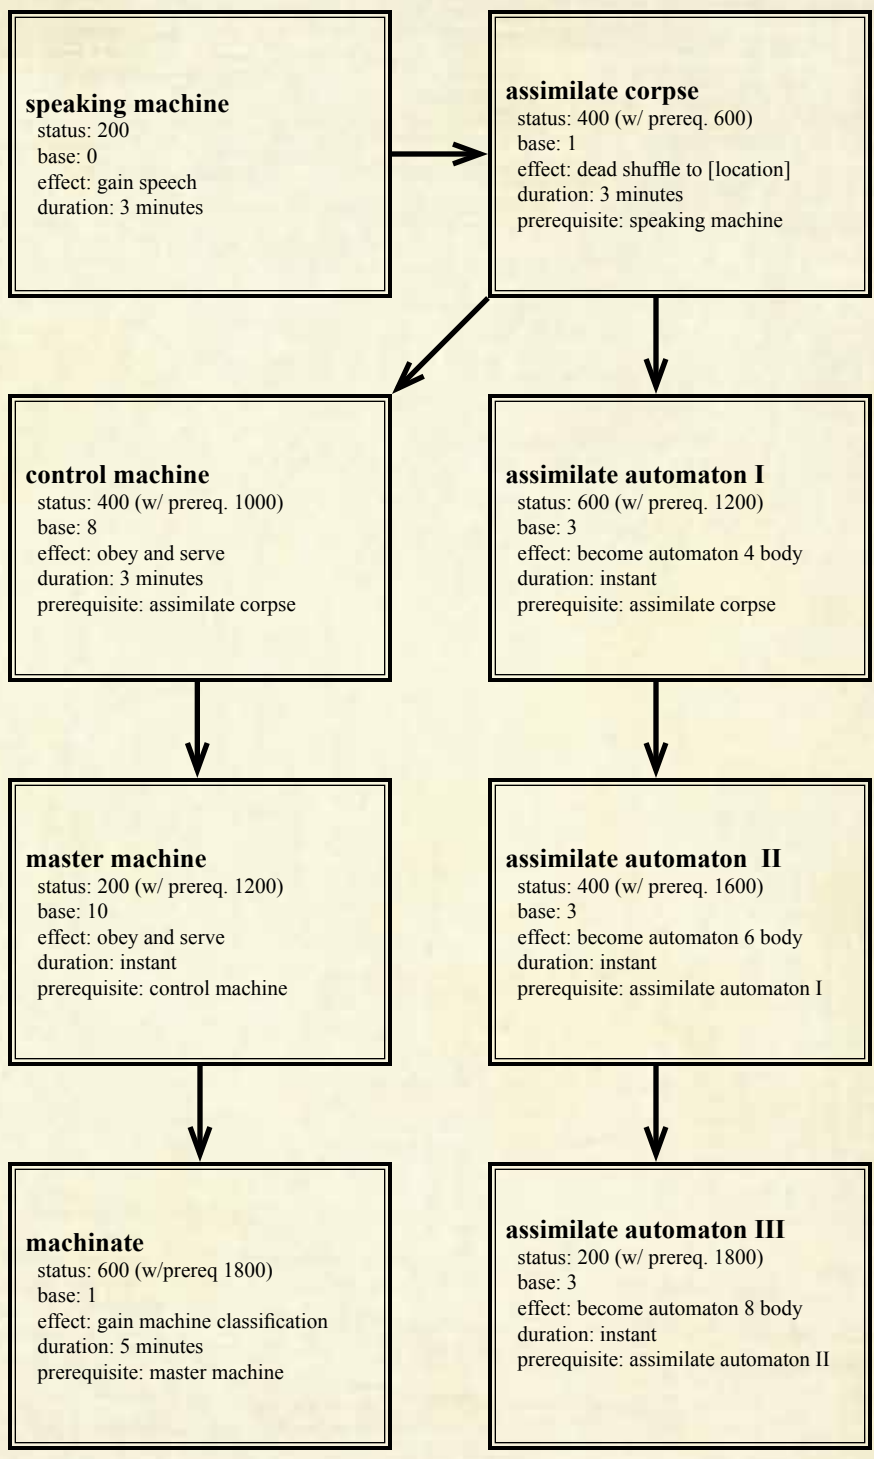 speaking machine
status: 200
base: 0
effect: gain speech
duration: 3 minutes
assimilate corpse
status: 400 (w/ prereq. 600)
base: 1
effect: dead shuffle to [location]
duration: 3 minutes
prerequisite: speaking machine
control machine
status: 400 (w/ prereq. 1000)
base: 8
effect: obey and serve
duration: 3 minutes
prerequisite: assimilate corpse
assimilate automaton I
status: 600 (w/ prereq. 1200)
base: 3
effect: become automaton 4 body
duration: instant
prerequisite: assimilate corpse
master machine
status: 200 (w/ prereq. 1200)
base: 10
effect: obey and serve
duration: instant
prerequisite: control machine
assimilate automaton  II
status: 400 (w/ prereq. 1600)
base: 3
effect: become automaton 6 body
duration: instant
prerequisite: assimilate automaton I
machinate
status: 600 (w/prereq 1800)
base: 1
effect: gain machine classification
duration: 5 minutes
prerequisite: master machine
assimilate automaton III
status: 200 (w/ prereq. 1800)
base: 3
effect: become automaton 8 body
duration: instant
prerequisite: assimilate automaton II